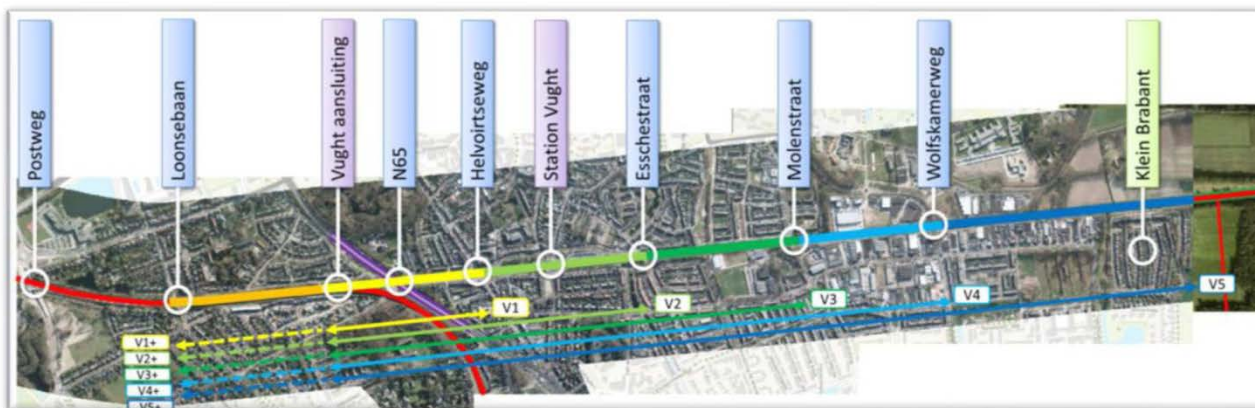 Postweg
Loonsebaan
Vught aansluiting
N65
Helvoirtseweg
Station Vught
Esschestraat
Molenstraat
Wolfskamerweg
Klein Brabant
V1
V2
V3
V4
V5
V1+
V2+
V3+
V4+
V5+